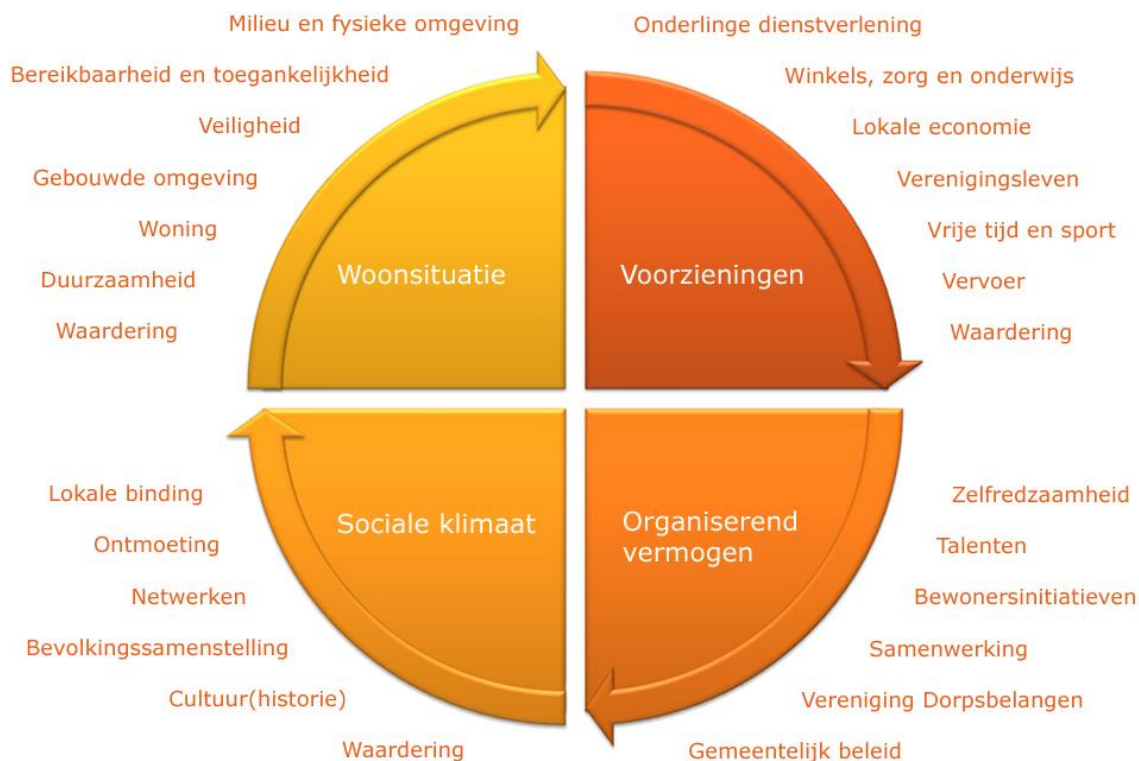 Milieu en fysieke omgeving
Bereikbaarheid en toegankelijkheid
Veiligheid
Gebouwde omgeving
Woning
Duurzaamheid
Waardering
Woonsituatie
Onderlinge dienstverlening
Winkels, zorg en onderwijs
Lokale economie
Verenigingsleven
Vrije tijd en sport
Vervoer
Waardering
Voorzieningen
Lokale binding
Ontmoeting
Netwerken
Bevolkingssamenstelling
Cultuur(historie)
Waardering
Sociale klimaat
Organiserend
vermogen
Zelfredzaamheid
Talenten
Bewonersinitiatieven
Samenwerking
Vereniging Dorpsbelangen
Gemeentelijk beleid